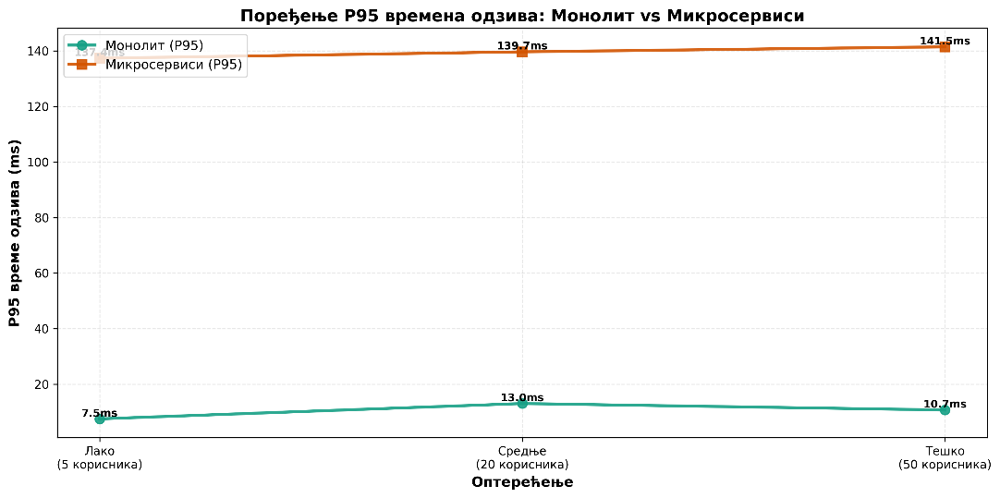 Поређење P95 времена одзива: Монолит vs Микросервиси
Монолит (P95)
Микросервиси (P95)
137.4ms
139.7ms
141.5ms
7.5ms
13.0ms
10.7ms
P95 време одзива (ms)
140
120
100
80
60
40
20
Лако
(5 корисника)
Средње
(20 корисника)
Тешко
(50 корисника)
Оптерећење